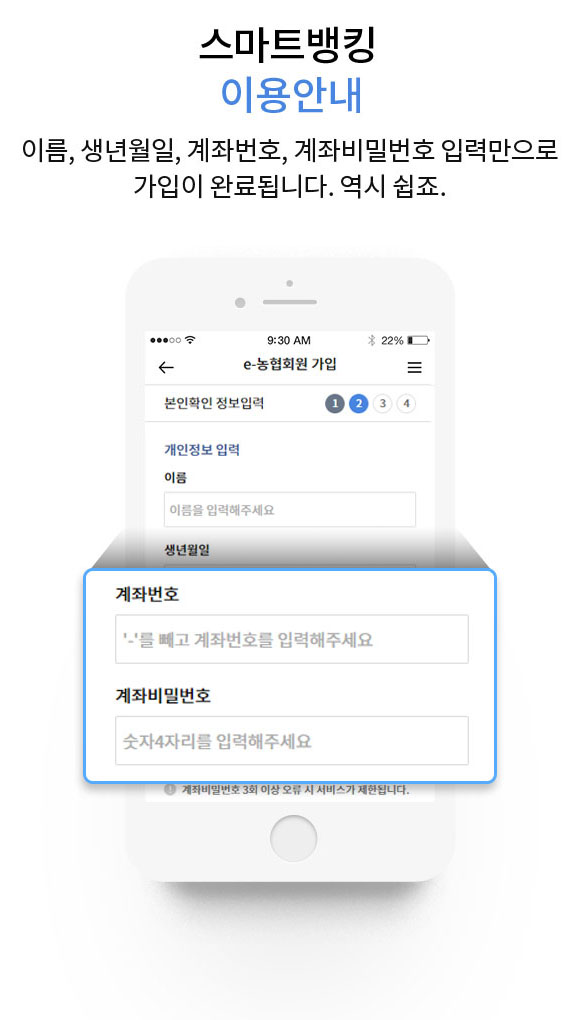 스마트뱅킹
이용안내
이름, 생년월일, 계좌번호, 계좌비밀번호 입력만으로
가입이 완료됩니다. 역시 쉽죠.
9:30 AM
22%
e-농협회원 가입
본인확인 정보입력
1 2 3 4
개인정보 입력
이름
이름을 입력해주세요
생년월일
계좌번호
'-'를 빼고 계좌번호를 입력해주세요
계좌비밀번호
숫자4자리를 입력해주세요
계좌비밀번호 3회 이상 오류 시 서비스가 제한됩니다.